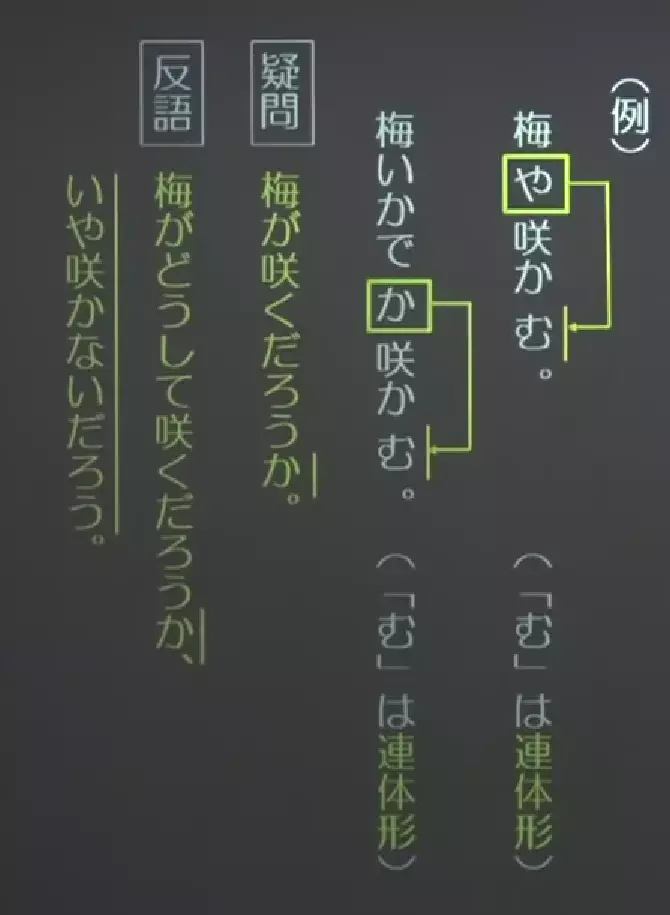 （例）
梅や咲かむ。（「む」は連体形）
梅いかでか咲かむ。（「む」は連体形）
疑問 梅が咲くだろうか。
反語 梅がどうして咲くだろうか、
いや咲かないだろう。